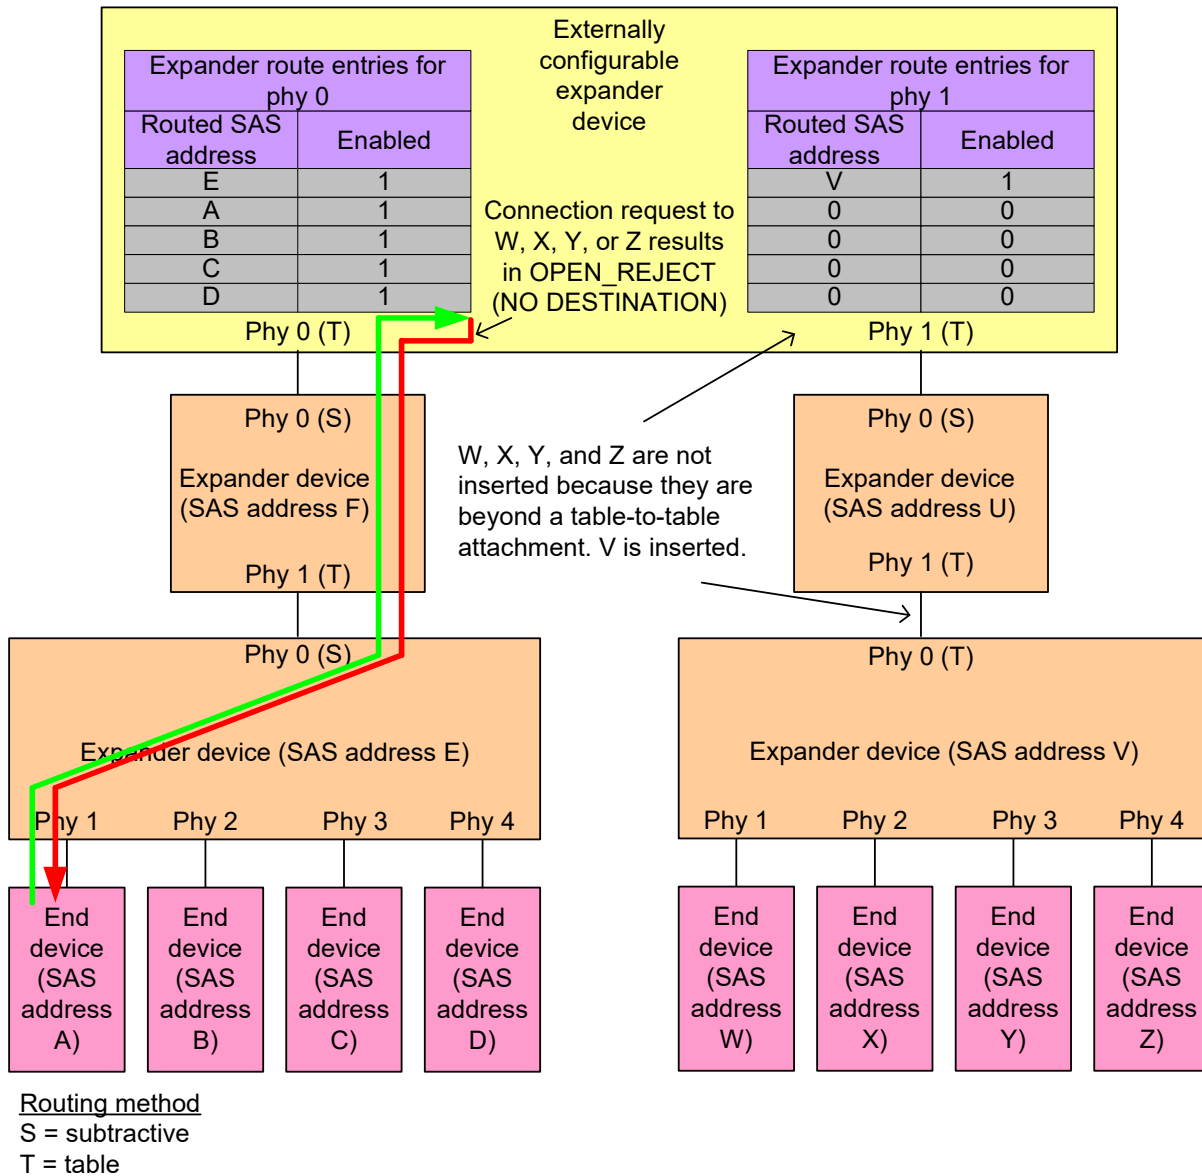 Externally
configurable
expander
device
Expander route entries for
phy 0
Routed SAS
address
Enabled
E 1
A 1
B 1
C 1
D 1
Phy 0 (T)
Connection request to
W, X, Y, or Z results
in OPEN_REJECT
(NO DESTINATION)
Expander route entries for
phy 1
Routed SAS
address
Enabled
V 1
0 0
0 0
0 0
0 0
Phy 1 (T)
Phy 0 (S)
Expander device
(SAS address F)
Phy 1 (T)
W, X, Y, and Z are not
inserted because they are
beyond a table-to-table
attachment. V is inserted.
Phy 0 (S)
Expander device
(SAS address U)
Phy 1 (T)
Phy 0 (S)
Expander device (SAS address E)
Phy 1 Phy 2 Phy 3 Phy 4
Phy 0 (T)
Expander device (SAS address V)
Phy 1 Phy 2 Phy 3 Phy 4
End
device
(SAS
address
A)
End
device
(SAS
address
B)
End
device
(SAS
address
C)
End
device
(SAS
address
D)
End
device
(SAS
address
W)
End
device
(SAS
address
X)
End
device
(SAS
address
Y)
End
device
(SAS
address
Z)
Routing method
S = subtractive
T = table